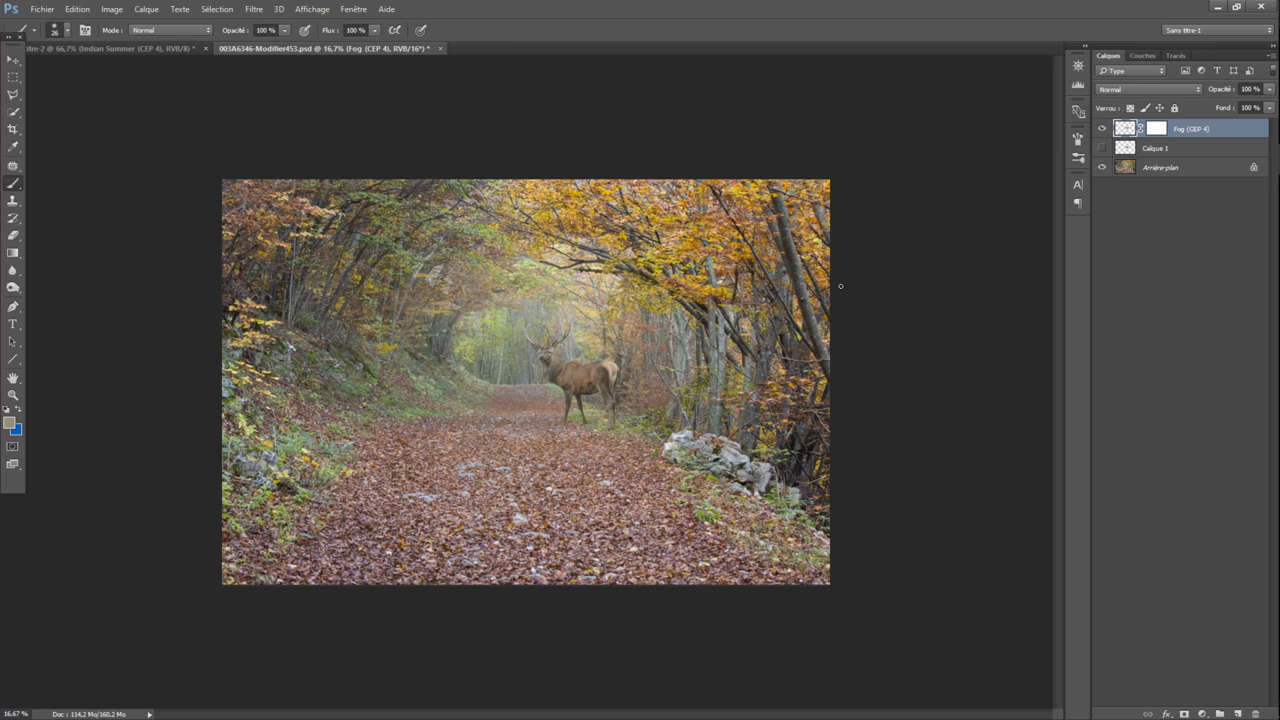 Ps Fichier Edition Image Calque Texte Sélection Filtre 3D Affichage Fenêtre Aide
26 Mode : Normal Opacité : 100 % Flux : 100 % Sans titre-1
itre-2 @ 66,7% (Indian Summer (CEP 4), RVB/8) * × 003A6346-Modifier453.psd @ 16,7% (Fog (CEP 4), RVB/16*) * ×
Calques Couches Tracés
Type
Normal Opacité : 100 %
Verrou : Fond : 100 %
Fog (CEP 4)
Calque 1
Arrière-plan
16,67 % Doc : 114,2 Mo/160,2 Mo